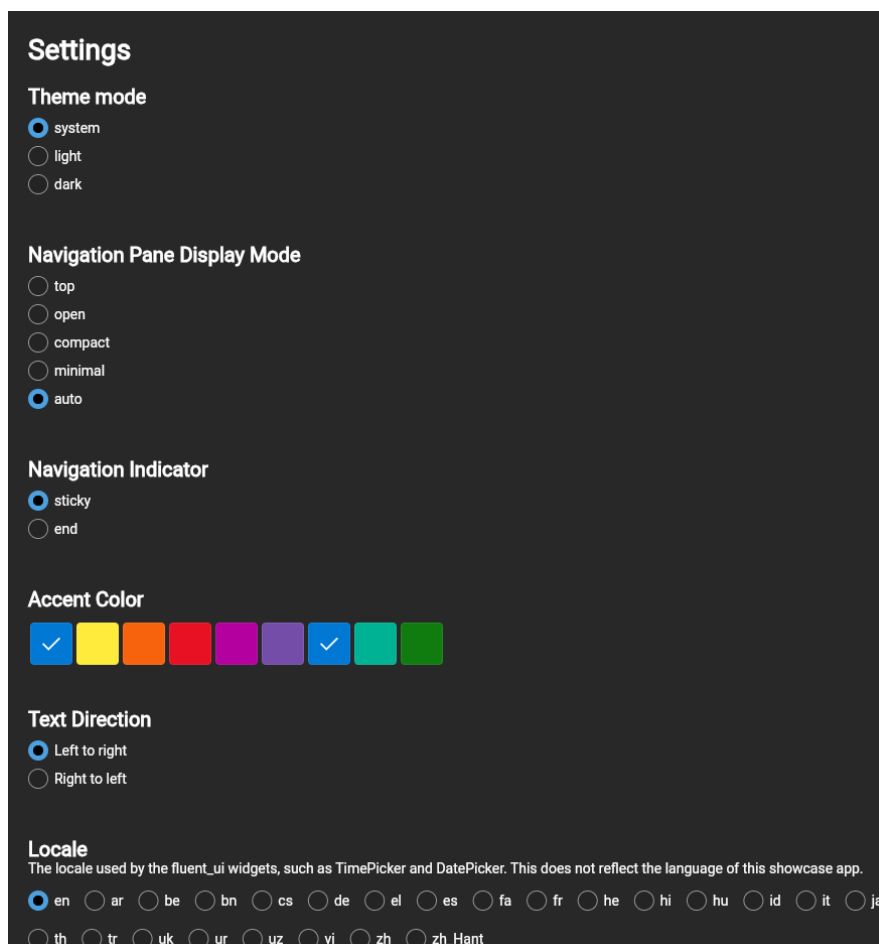 Settings
Theme mode
system
light
dark
Navigation Pane Display Mode
top
open
compact
minimal
auto
Navigation Indicator
sticky
end
Accent Color
Text Direction
Left to right
Right to left
Locale
The locale used by the fluent_ui widgets, such as TimePicker and DatePicker. This does not reflect the language of this showcase app.
en ar be bn cs de el es fa fr he hi hu id it
th tr uk ur uz vi zh zh_Hant